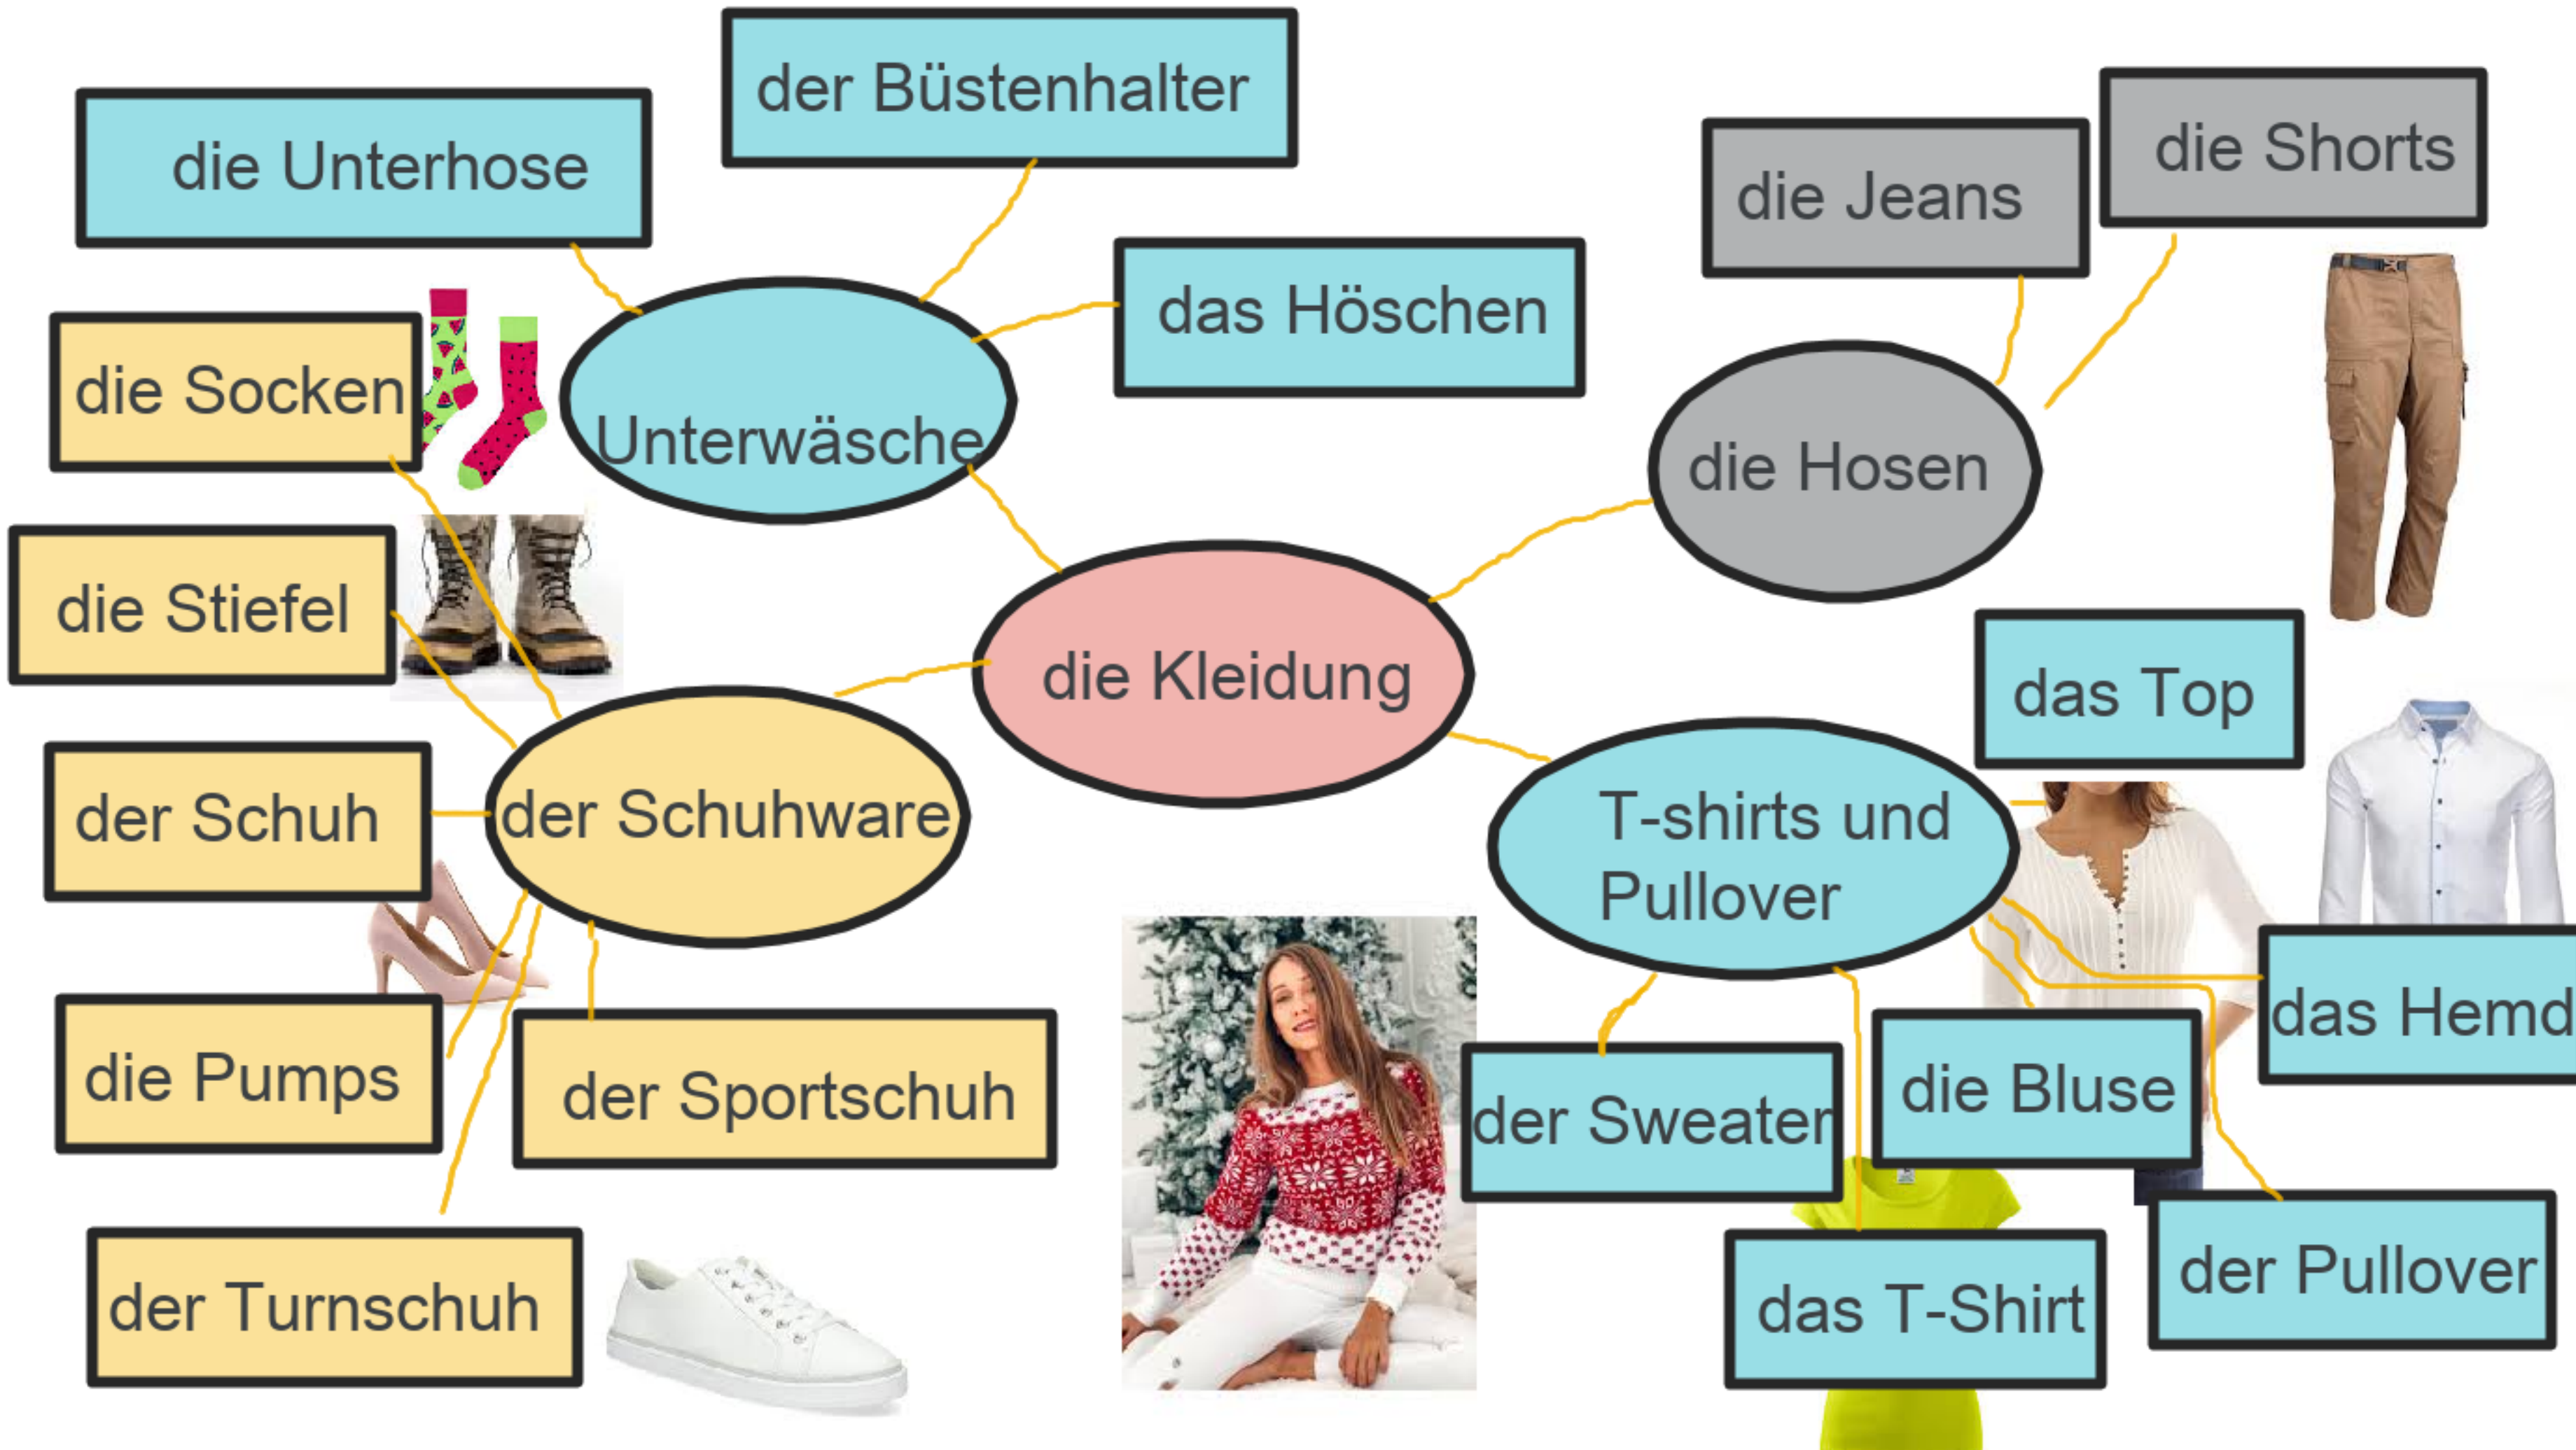 der Büstenhalter
die Unterhose
die Shorts
die Jeans
das Höschen
die Socken
Unterwäsche
die Hosen
die Stiefel
die Kleidung
das Top
der Schuh
der Schuhware
T-shirts und
Pullover
das Hemd
die Pumps
der Sportschuh
der Sweater
die Bluse
der Turnschuh
das T-Shirt
der Pullover